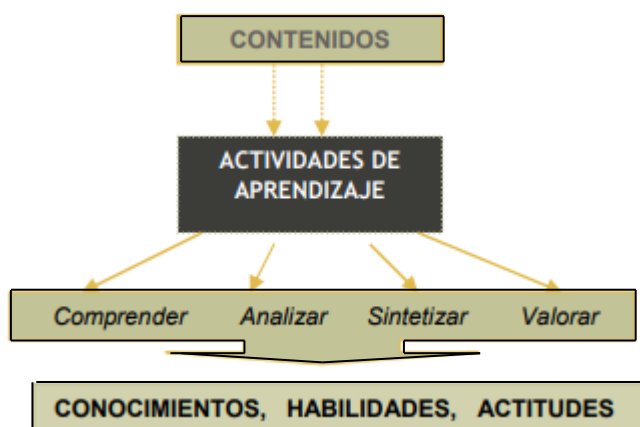 CONTENIDOS
ACTIVIDADES DE
APRENDIZAJE
Comprender Analizar Sintetizar Valorar
CONOCIMIENTOS, HABILIDADES, ACTITUDES